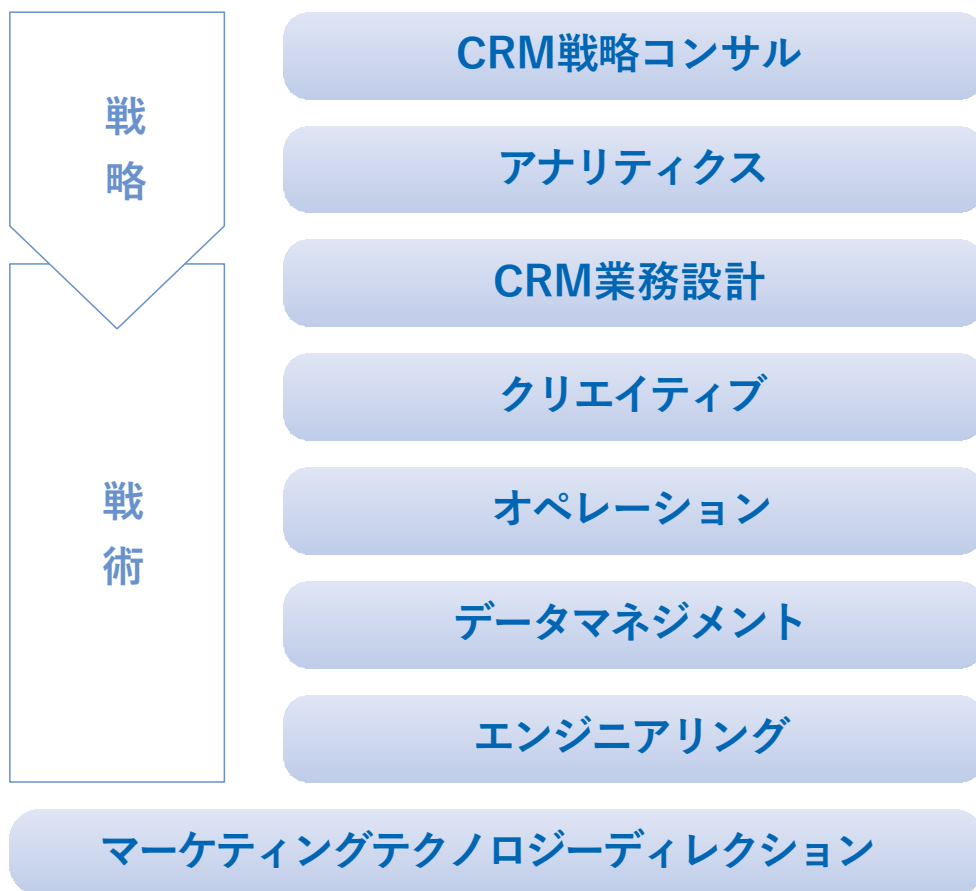 戦略
CRM戦略コンサル
アナリティクス
CRM業務設計
戦術
クリエイティブ
オペレーション
データマネジメント
エンジニアリング
マーケティングテクノロジーディレクション